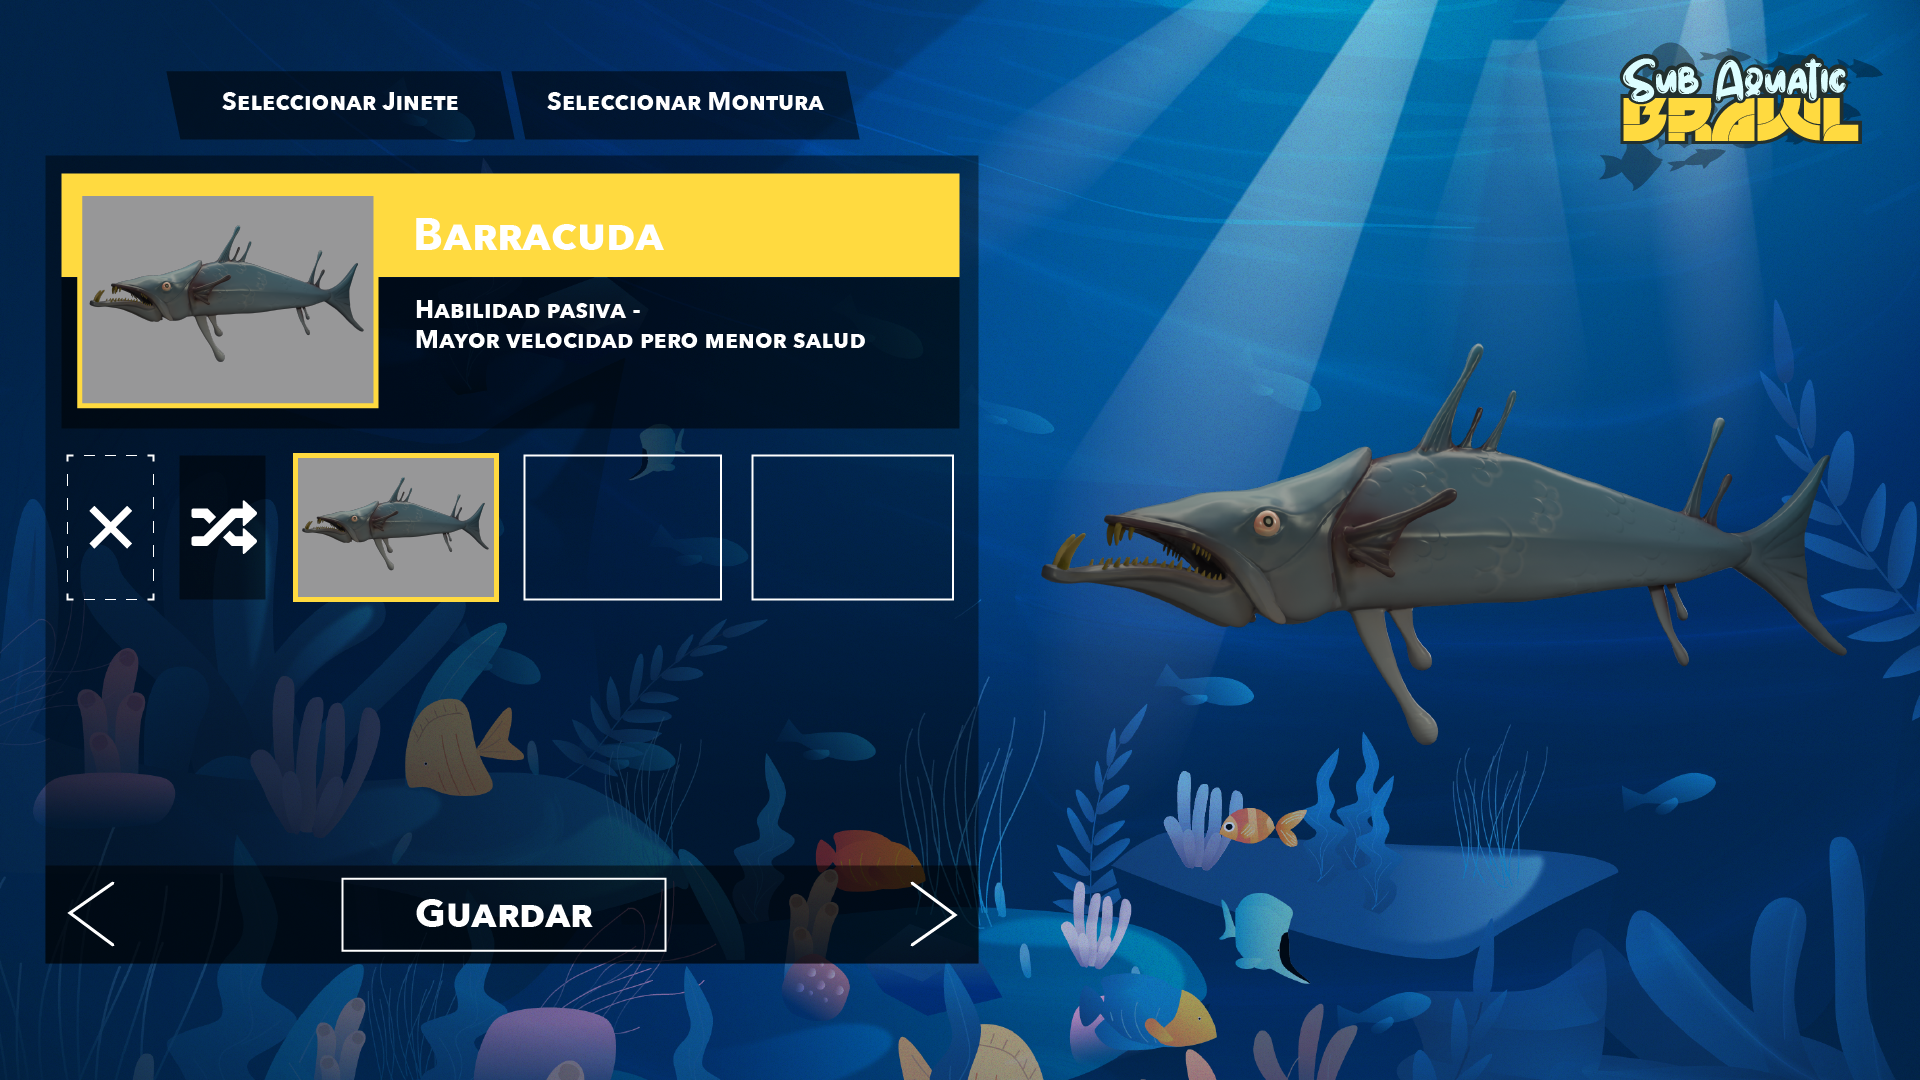 Seleccionar Jinete
Seleccionar Montura
Sub Aquatic
BRAWL
Barracuda
Habilidad pasiva -
Mayor velocidad pero menor salud
Guardar